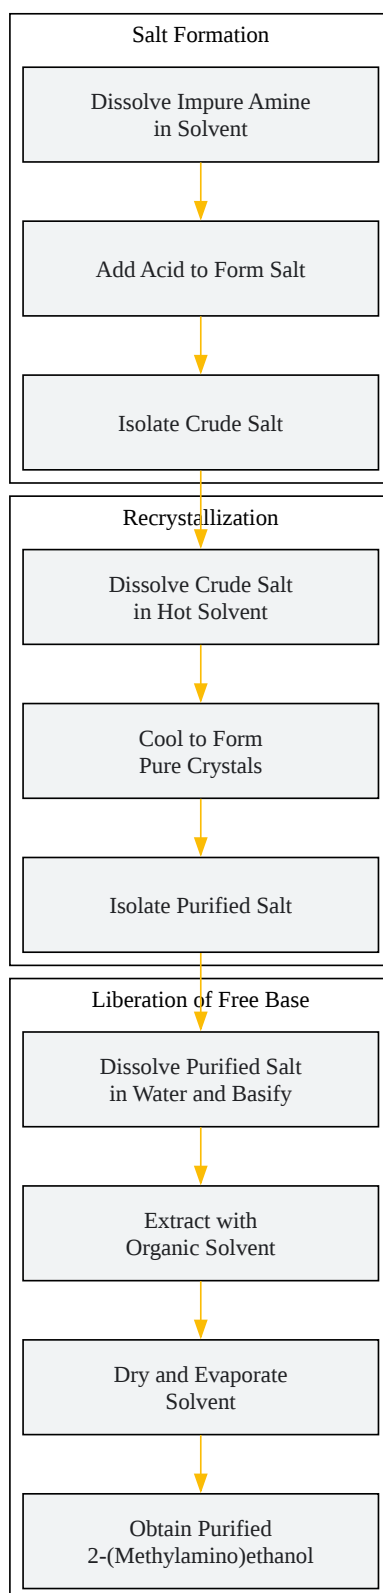 Salt Formation
Dissolve Impure Amine
in Solvent
Add Acid to Form Salt
Isolate Crude Salt
Recrystallization
Dissolve Crude Salt
in Hot Solvent
Cool to Form
Pure Crystals
Isolate Purified Salt
Liberation of Free Base
Dissolve Purified Salt
in Water and Basify
Extract with
Organic Solvent
Dry and Evaporate
Solvent
Obtain Purified
2-(Methylamino)ethanol